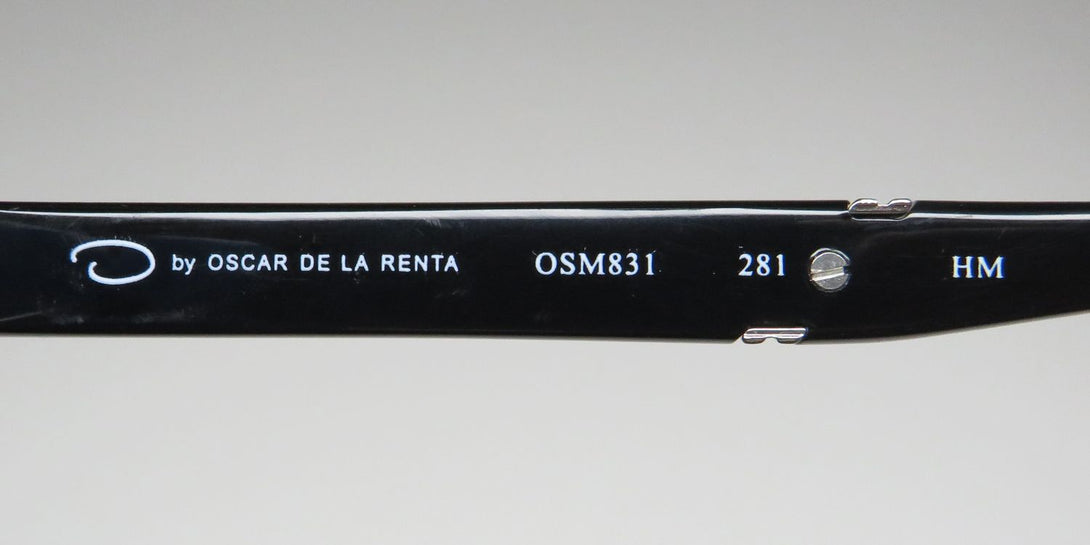 O by OSCAR DE LA RENTA OSM831 281 HM